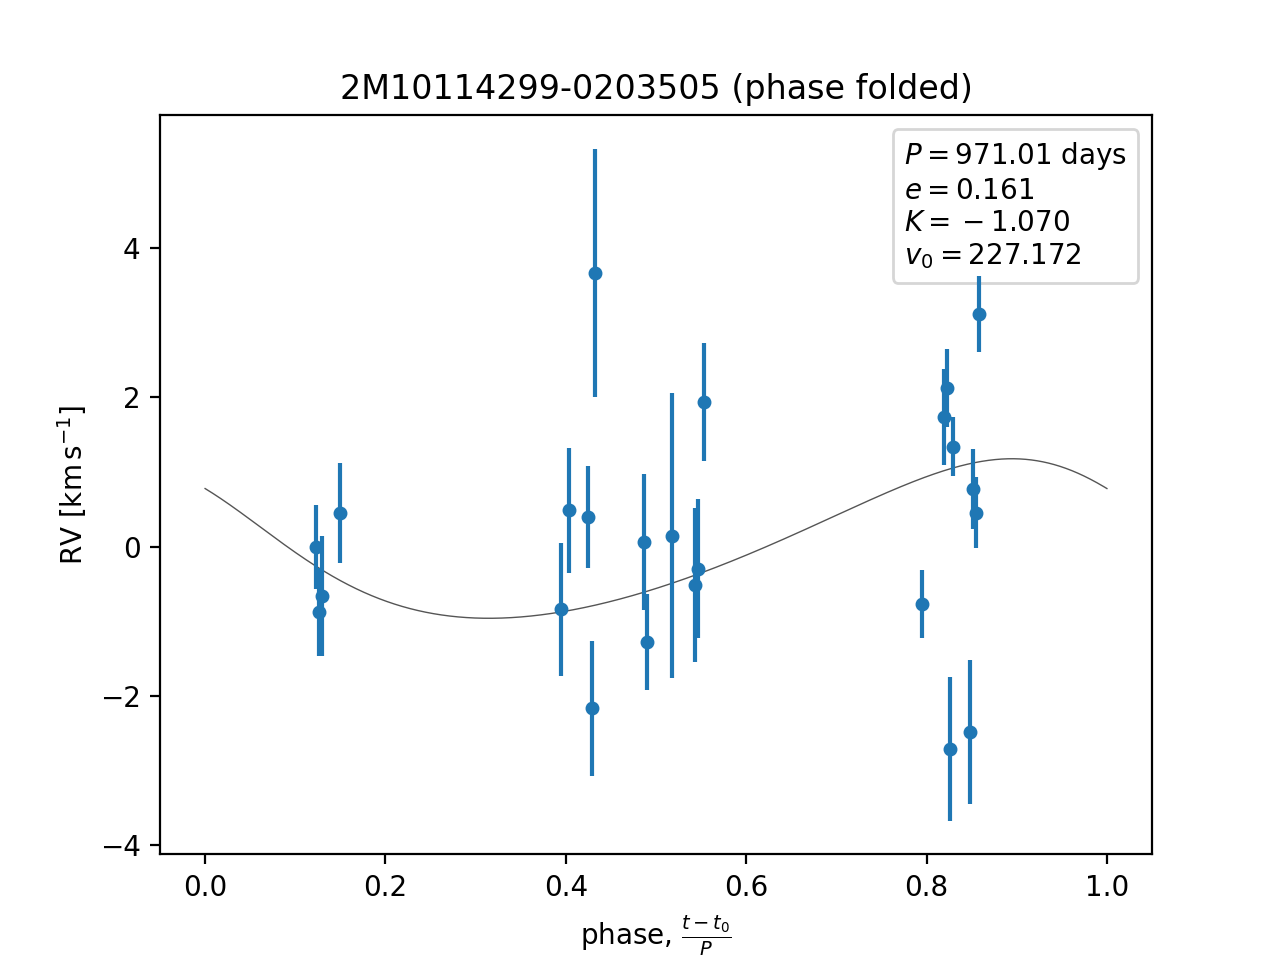 2M10114299-0203505 (phase folded)
P = 971.01 days
e = 0.161
K = −1.070
v₀ = 227.172
RV [km s⁻¹]
4
2
0
−2
−4
0.0 0.2 0.4 0.6 0.8 1.0
phase, (t − t₀)/P